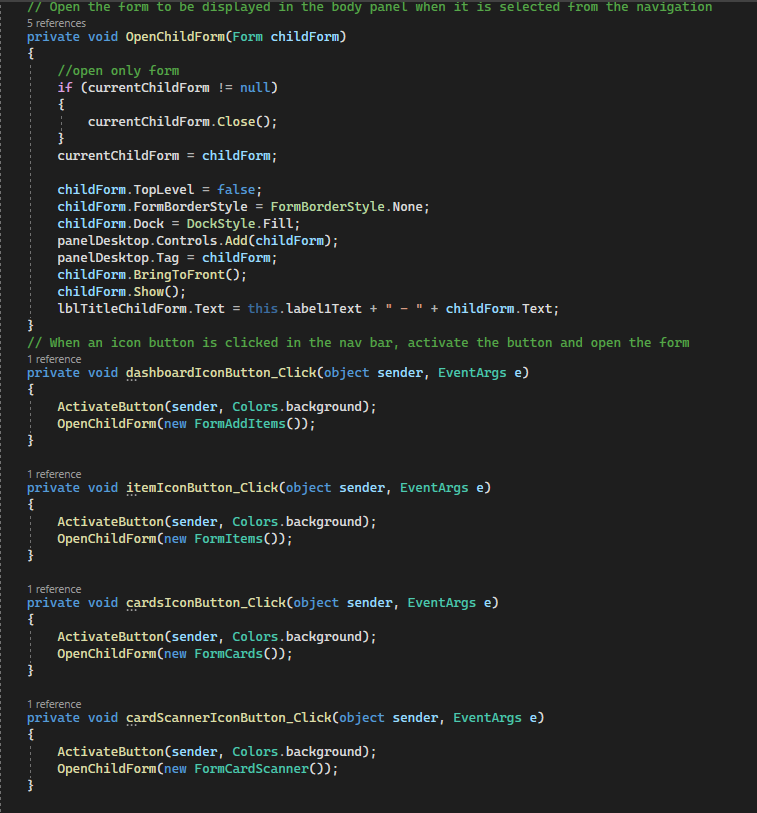 // Open the form to be displayed in the body panel when it is selected from the navigation
5 references
private void OpenChildForm(Form childForm)
{
    //open only form
    if (currentChildForm != null)
    {
        currentChildForm.Close();
    }
    currentChildForm = childForm;

    childForm.TopLevel = false;
    childForm.FormBorderStyle = FormBorderStyle.None;
    childForm.Dock = DockStyle.Fill;
    panelDesktop.Controls.Add(childForm);
    panelDesktop.Tag = childForm;
    childForm.BringToFront();
    childForm.Show();
    lblTitleChildForm.Text = this.label1Text + " - " + childForm.Text;
}
// When an icon button is clicked in the nav bar, activate the button and open the form
1 reference
private void dashboardIconButton_Click(object sender, EventArgs e)
{
    ActivateButton(sender, Colors.background);
    OpenChildForm(new FormAddItems());
}

1 reference
private void itemIconButton_Click(object sender, EventArgs e)
{
    ActivateButton(sender, Colors.background);
    OpenChildForm(new FormItems());
}

1 reference
private void cardsIconButton_Click(object sender, EventArgs e)
{
    ActivateButton(sender, Colors.background);
    OpenChildForm(new FormCards());
}

1 reference
private void cardScannerIconButton_Click(object sender, EventArgs e)
{
    ActivateButton(sender, Colors.background);
    OpenChildForm(new FormCardScanner());
}